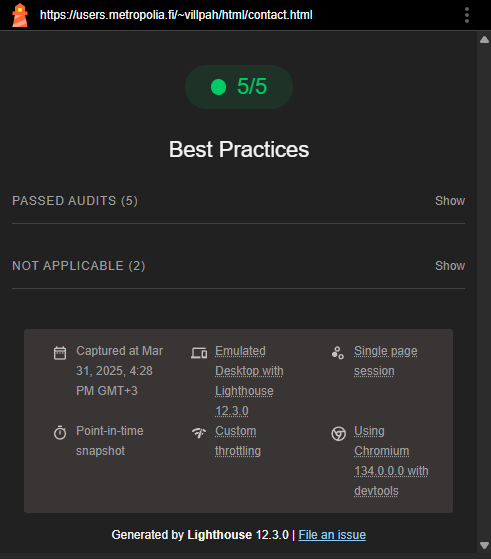 https://users.metropolia.fi/~villpah/html/contact.html
5/5
Best Practices
PASSED AUDITS (5) Show
NOT APPLICABLE (2) Show
Captured at Mar
31, 2025, 4:28
PM GMT+3
Emulated
Desktop with
Lighthouse
12.3.0
Single page
session
Point-in-time
snapshot
Custom
throttling
Using
Chromium
134.0.0.0 with
devtools
Generated by Lighthouse 12.3.0 | File an issue